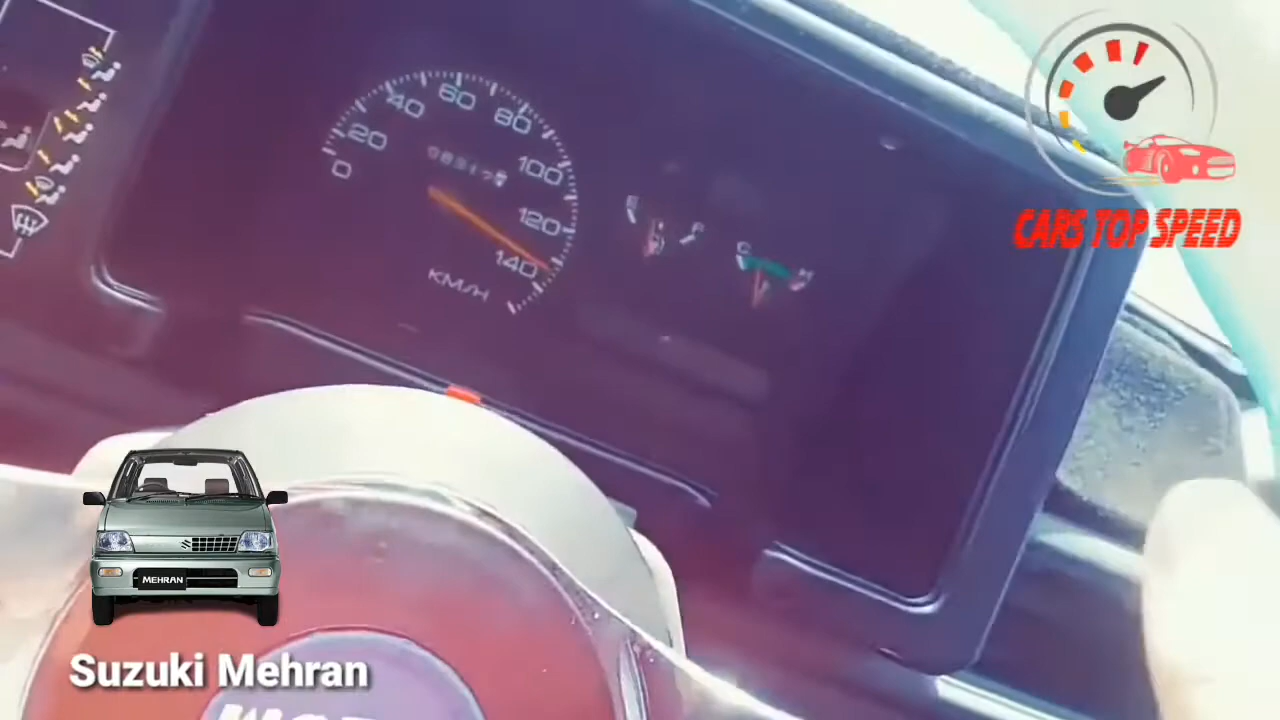 0
20
40
60
80
100
120
140
KM/H
E
F
C
H
CARS TOP SPEED
MEHRAN
Suzuki Mehran